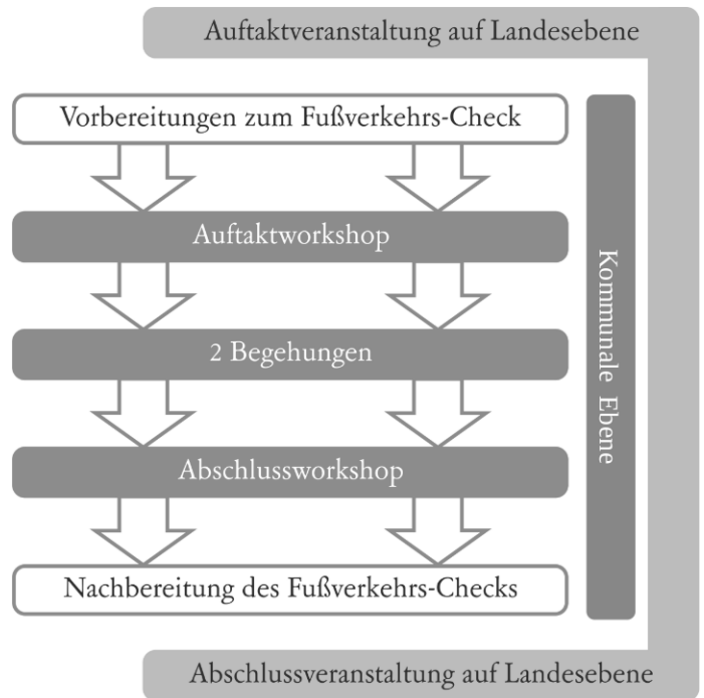 Auftaktveranstaltung auf Landesebene
Vorbereitungen zum Fußverkehrs-Check
Auftaktworkshop
2 Begehungen
Abschlussworkshop
Nachbereitung des Fußverkehrs-Checks
Kommunale Ebene
Abschlussveranstaltung auf Landesebene